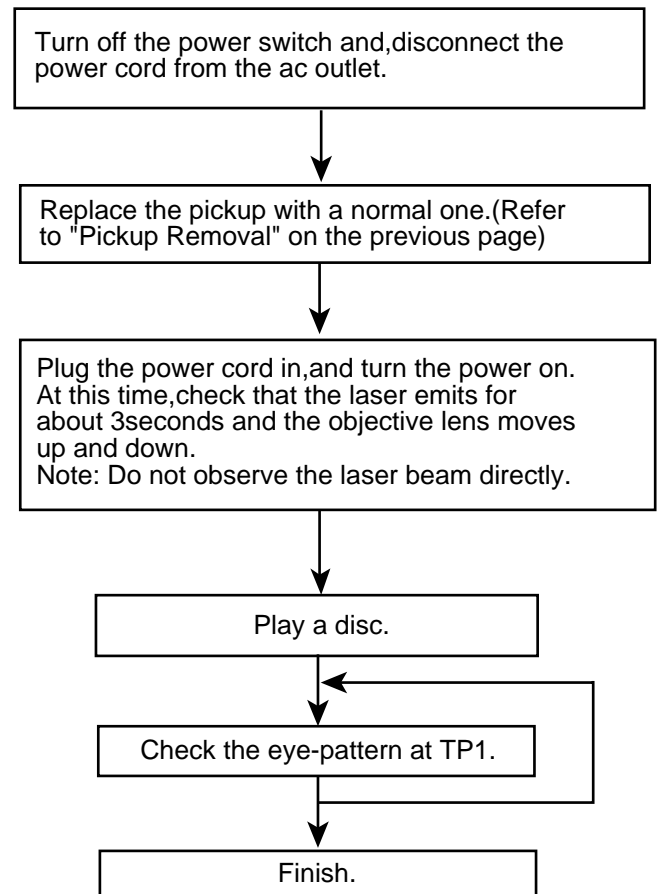 Turn off the power switch and,disconnect the
power cord from the ac outlet.
Replace the pickup with a normal one.(Refer
to "Pickup Removal" on the previous page)
Plug the power cord in,and turn the power on.
At this time,check that the laser emits for
about 3seconds and the objective lens moves
up and down.
Note: Do not observe the laser beam directly.
Play a disc.
Check the eye-pattern at TP1.
Finish.